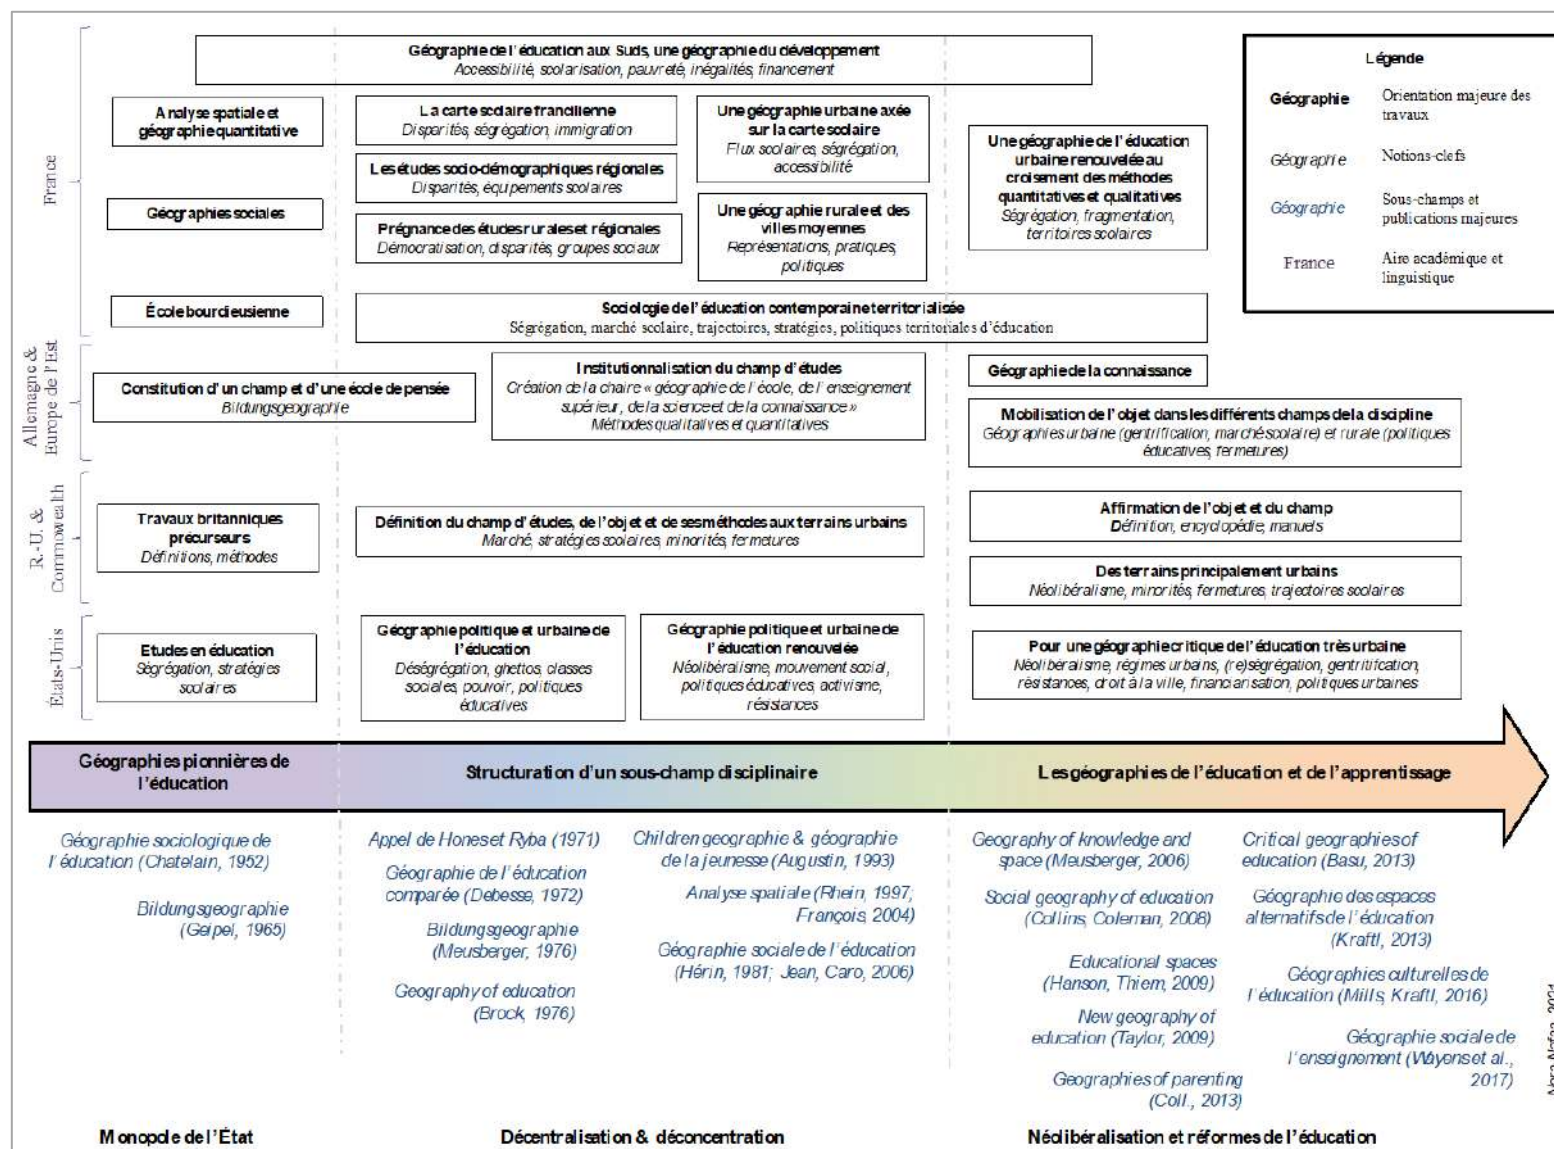 Géographie de l'éducation aux Suds, une géographie du développement
Accessibilité, scolarisation, pauvreté, inégalités, financement
France
Analyse spatiale et
géographie quantitative
Géographies sociales
École bourdieusienne
La carte scolaire francilienne
Disparités, ségrégation, immigration
Les études socio-démographiques régionales
Disparités, équipements scolaires
Prégnance des études rurales et régionales
Démocratisation, disparités, groupes sociaux
Une géographie urbaine axée
sur la carte scolaire
Flux scolaires, ségrégation,
accessibilité
Une géographie rurale et des
villes moyennes
Représentations, pratiques,
politiques
Une géographie de l'éducation
urbaine renouvelée au
croisement des méthodes
quantitatives et qualitatives
Ségrégation, fragmentation,
territoires scolaires
Sociologie de l'éducation contemporaine territorialisée
Ségrégation, marché scolaire, trajectoires, stratégies, politiques territoriales d'éducation
Légende
Géographie
Orientation majeure des
travaux
Géographie
Notions-clefs
Géographie
Sous-champs et
publications majeures
France
Aire académique et
linguistique
Allemagne &
Europe de l'Est
Constitution d'un champ et d'une école de pensée
Bildungsgeographie
Institutionnalisation du champ d'études
Création de la chaire « géographie de l'école, de l'enseignement
supérieur, de la science et de la connaissance »
Méthodes qualitatives et quantitatives
Géographie de la connaissance
Mobilisation de l'objet dans les différents champs de la discipline
Géographies urbaine (gentrification, marché scolaire) et rurale (politiques
éducatives, fermetures)
R.-U. &
Commowealth
Travaux britanniques
précurseurs
Définitions, méthodes
Définition du champ d'études, de l'objet et de ses méthodes aux terrains urbains
Marché, stratégies scolaires, minorités, fermetures
Affirmation de l'objet et du champ
Définition, encyclopédie, manuels
Des terrains principalement urbains
Néolibéralisme, minorités, fermetures, trajectoires scolaires
États-Unis
Etudes en éducation
Ségrégation, stratégies
scolaires
Géographie politique et urbaine de
l'éducation
Déségrégation, ghettos, classes
sociales, pouvoir, politiques
éducatives
Géographie politique et urbaine de
l'éducation renouvelée
Néolibéralisme, mouvement social,
politiques éducatives, activisme,
résistances
Pour une géographie critique de l'éducation très urbaine
Néolibéralisme, régimes urbains, (re)ségrégation, gentritification,
résistances, droit à la ville, financiarisation, politiques urbaines
Géographies pionnières de
l'éducation
Structuration d'un sous-champ disciplinaire
Les géographies de l'éducation et de l'apprentissage
Géographie sociologique de
l'éducation (Chatelain, 1952)
Bildungsgeographie
(Geipel, 1965)
Appel de Hones et Ryba (1971)
Géographie de l'éducation
comparée (Debesse, 1972)
Bildungsgeographie
(Meusberger, 1976)
Geography of education
(Brock, 1976)
Children geographie & géographie
de la jeunesse (Augustin, 1993)
Analyse spatiale (Rhein, 1997;
François, 2004)
Géographie sociale de l'éducation
(Hérin, 1981; Jean, Caro, 2006)
Geography of knowledge and
space (Meusberger, 2006)
Social geography of education
(Collins, Coleman, 2008)
Educational spaces
(Hanson, Thiem, 2009)
New geography of
education (Taylor, 2009)
Geographies of parenting
(Coll., 2013)
Critical geographies of
education (Basu, 2013)
Géographie des espaces
alternatifs de l'éducation
(Kraftl, 2013)
Géographies culturelles de
l'éducation (Mills, Kraftl, 2016)
Géographie sociale de
l'enseignement (Wayens et al.,
2017)
Nora Nafaa, 2021
Monopole de l'État
Décentralisation & déconcentration
Néolibéralisation et réformes de l'éducation